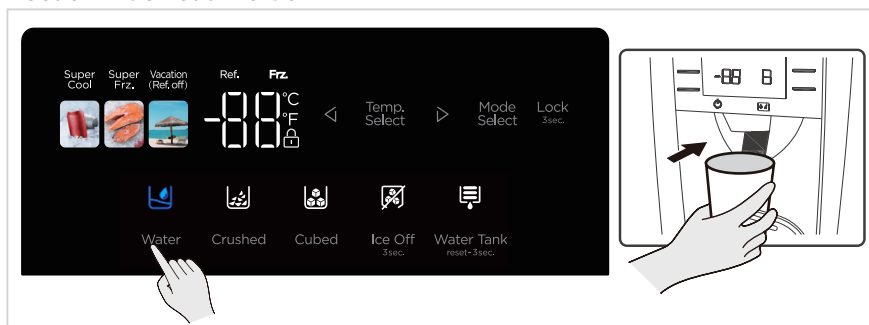 Super Cool
Super Frz.
Vacation (Ref. off)
Ref.
Frz.
-88 °C °F
Temp. Select
Mode Select
Lock
3sec.
-88 8
Water
Crushed
Cubed
Ice Off
3sec.
Water Tank
reset-3sec.